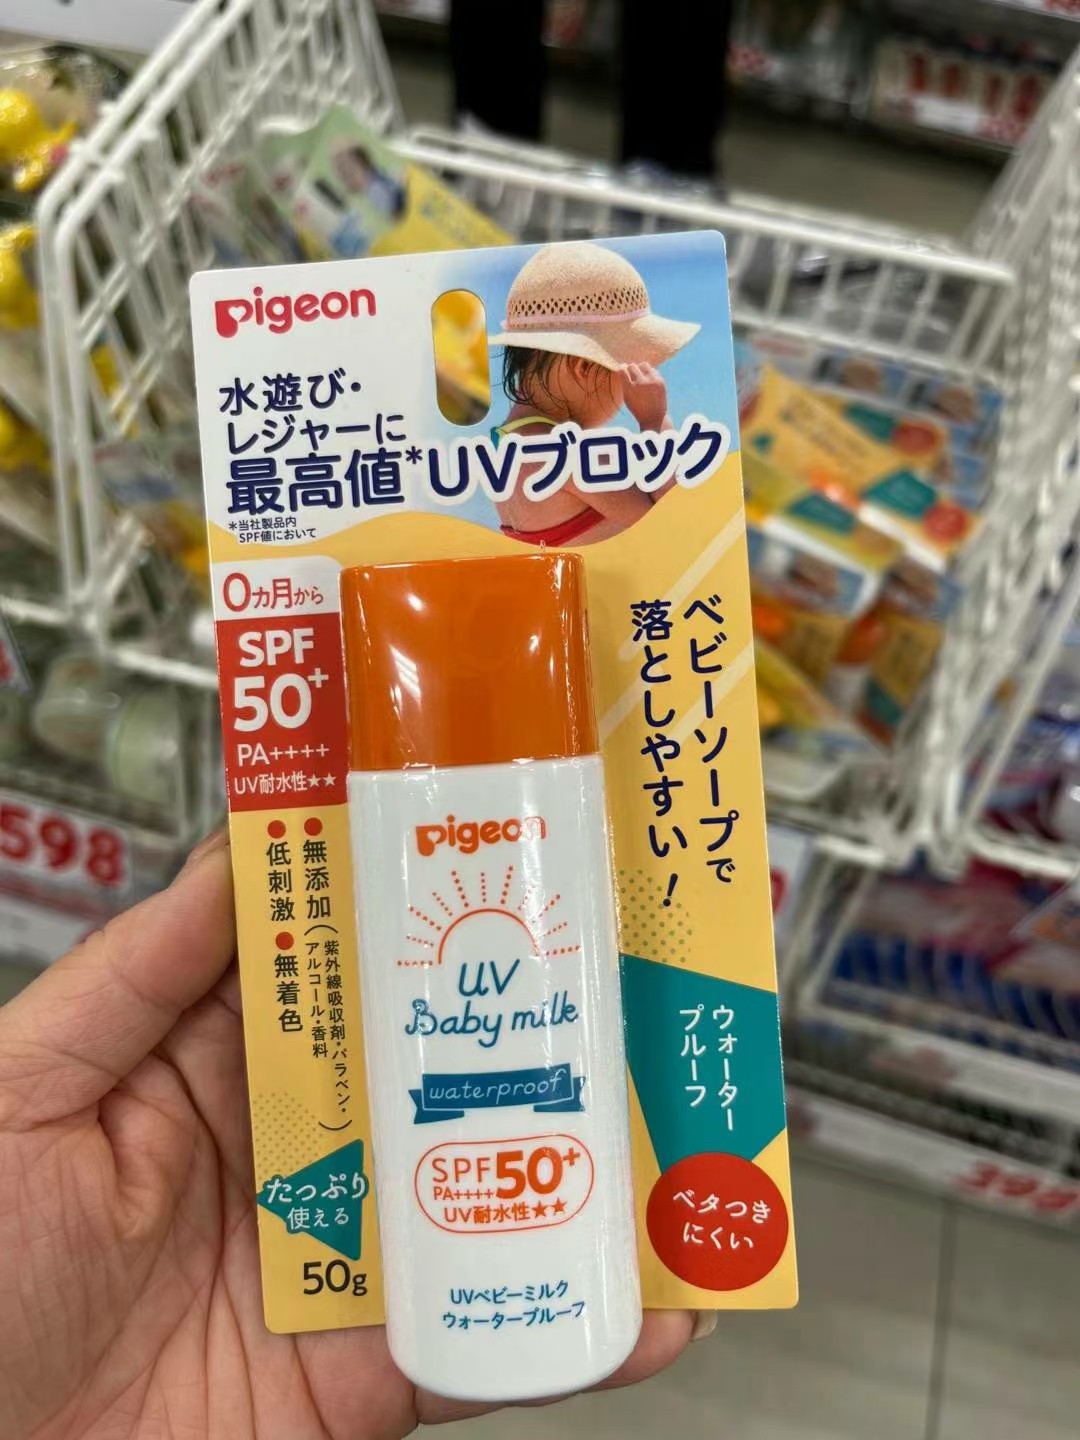 pigeon
水遊び・
レジャーに
最高値*UVブロック
*当社製品内
SPF値において
0ヵ月から
SPF
50+
PA++++
UV耐水性★★
ベビーソープで
落としやすい!
●無添加(紫外線吸収剤・パラベン・
アルコール・香料)
●低刺激 ●無着色
pigeon
UV
Baby milk
waterproof
SPF50+
PA++++
UV耐水性★★
UVベビーミルク
ウォータープルーフ
ウォーター
プルーフ
たっぷり
使える
50g
ベタつき
にくい
598
398